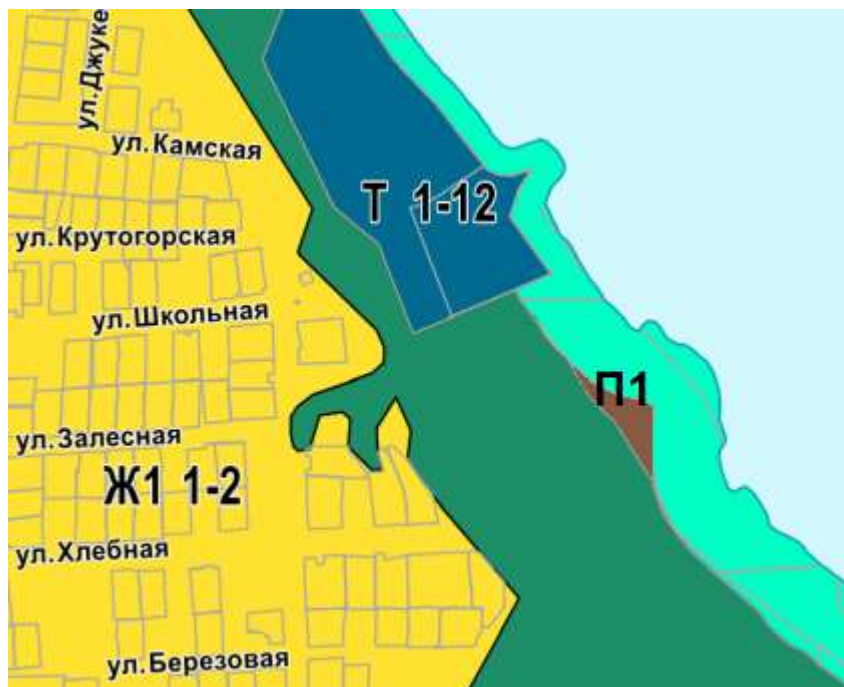 ул.Джуке
ул.Камская
Т 1-12
ул.Крутогорская
ул.Школьная
П1
ул.Залесная
Ж1 1-2
ул.Хлебная
ул.Березовая